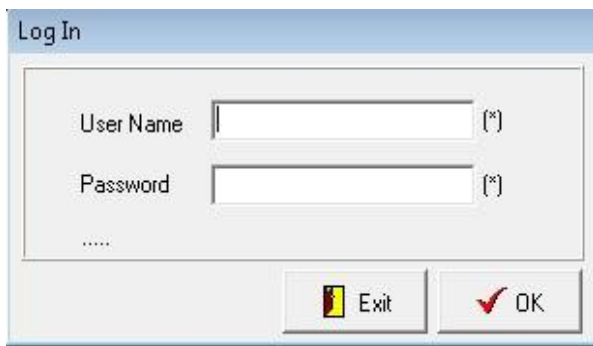 Log In
User Name (*)
Password (*)
.....
Exit OK